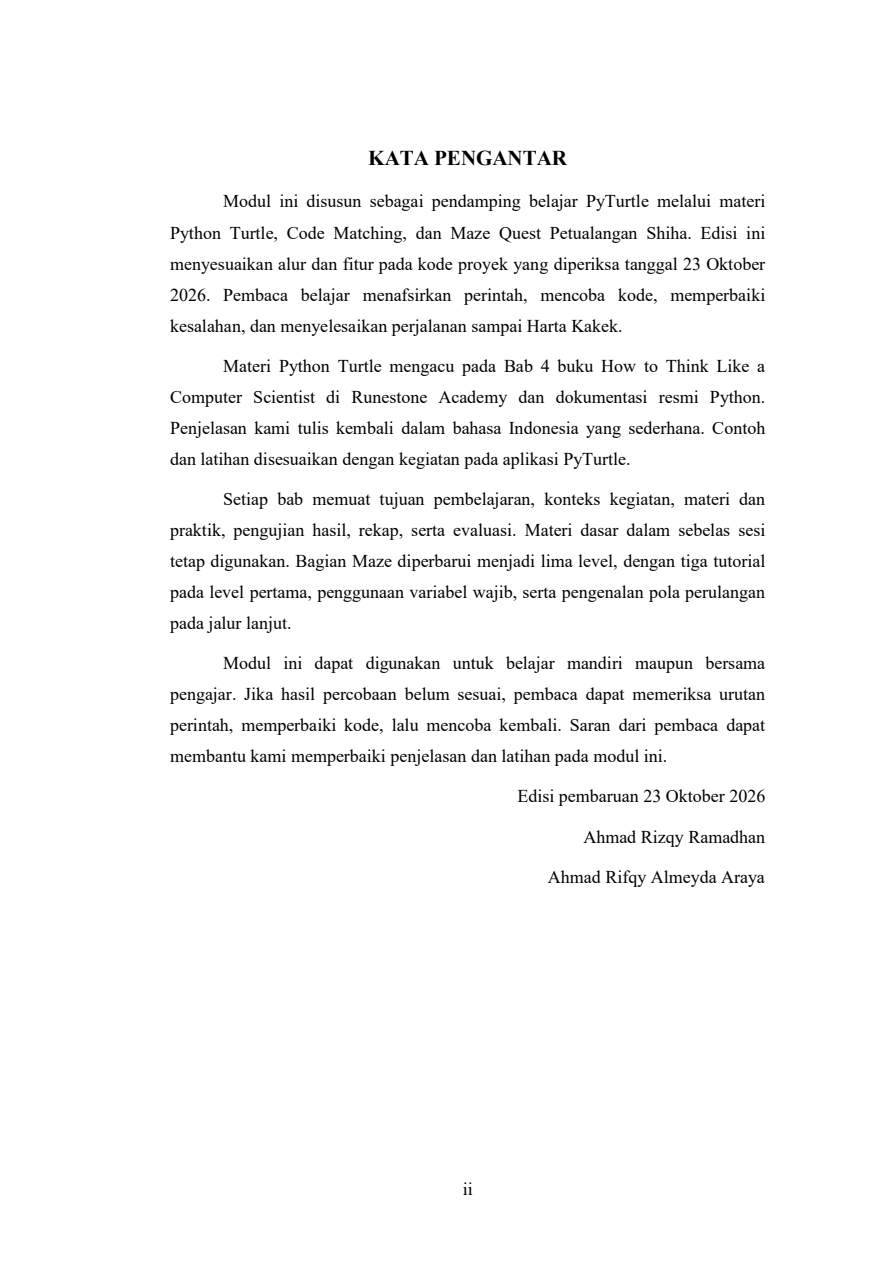 KATA PENGANTAR
Modul ini disusun sebagai pendamping belajar PyTurtle melalui materi
Python Turtle, Code Matching, dan Maze Quest Petualangan Shiha. Edisi ini
menyesuaikan alur dan fitur pada kode proyek yang diperiksa tanggal 23 Oktober
2026. Pembaca belajar menafsirkan perintah, mencoba kode, memperbaiki
kesalahan, dan menyelesaikan perjalanan sampai Harta Kakek.
Materi Python Turtle mengacu pada Bab 4 buku How to Think Like a
Computer Scientist di Runestone Academy dan dokumentasi resmi Python.
Penjelasan kami tulis kembali dalam bahasa Indonesia yang sederhana. Contoh
dan latihan disesuaikan dengan kegiatan pada aplikasi PyTurtle.
Setiap bab memuat tujuan pembelajaran, konteks kegiatan, materi dan
praktik, pengujian hasil, rekap, serta evaluasi. Materi dasar dalam sebelas sesi
tetap digunakan. Bagian Maze diperbarui menjadi lima level, dengan tiga tutorial
pada level pertama, penggunaan variabel wajib, serta pengenalan pola perulangan
pada jalur lanjut.
Modul ini dapat digunakan untuk belajar mandiri maupun bersama
pengajar. Jika hasil percobaan belum sesuai, pembaca dapat memeriksa urutan
perintah, memperbaiki kode, lalu mencoba kembali. Saran dari pembaca dapat
membantu kami memperbaiki penjelasan dan latihan pada modul ini.
Edisi pembaruan 23 Oktober 2026
Ahmad Rizqy Ramadhan
Ahmad Rifqy Almeyda Araya
ii